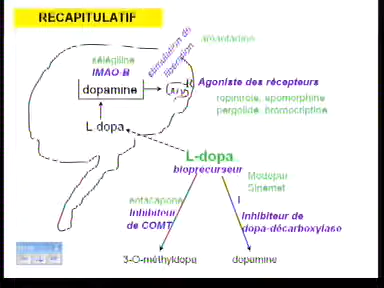 RÉCAPITULATIF
amantadine
stimulation de
libération
sélégiline
IMAO-B
dopamine
R
Agoniste des récepteurs
ropinirole, apomorphine
pergolide, bromocriptine
L dopa
L-dopa
bioprecurseur
Modopar
Sinemet
entacapone
Inhibiteur
de COMT
Inhibiteur de
dopa-décarboxylase
3-O-méthyldopa
dopamine